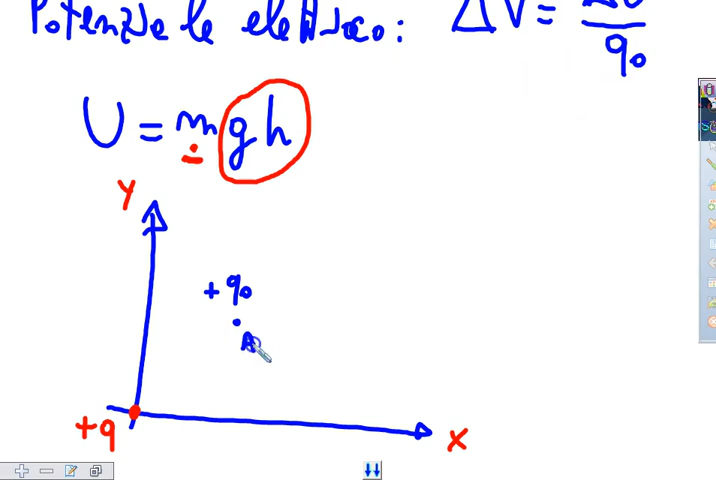 Potenziale elettrico: ΔV = ΔU / q₀
U = mgh
Y
+ q₀
A
+q
X